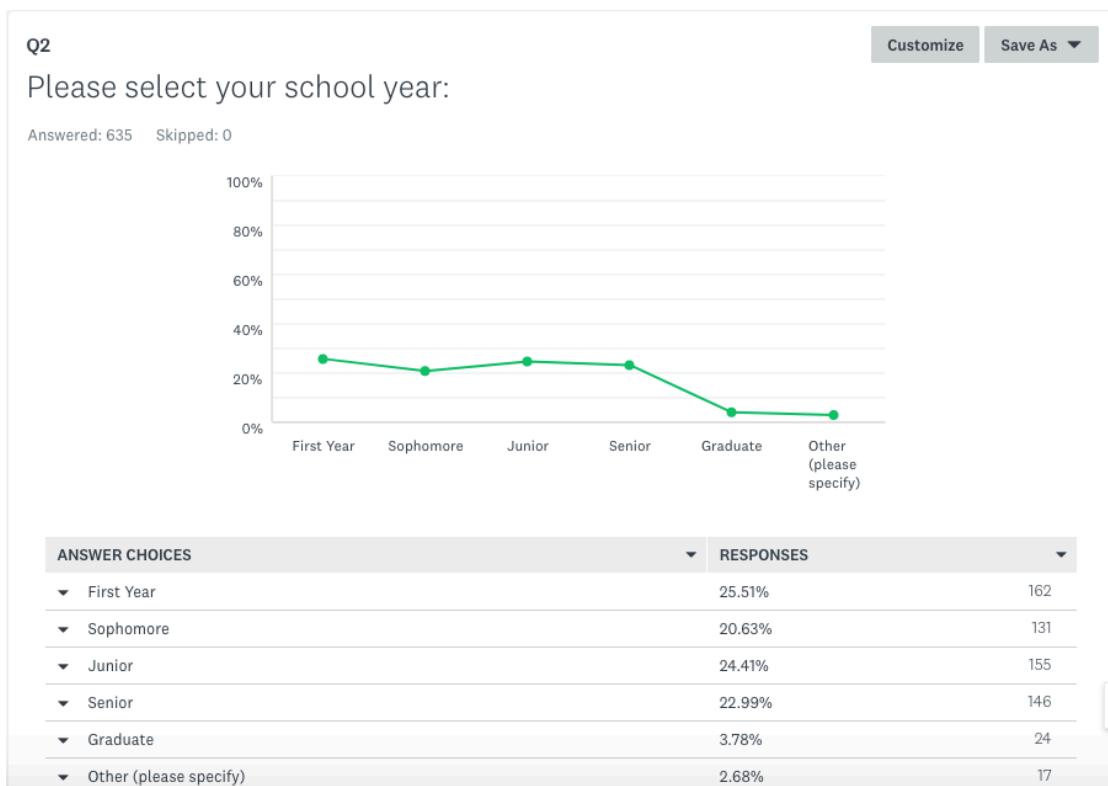 Q2
Customize
Save As
Please select your school year:
Answered: 635 Skipped: 0
100%
80%
60%
40%
20%
0%
First Year Sophomore Junior Senior Graduate Other
(please
specify)
ANSWER CHOICES RESPONSES
First Year 25.51% 162
Sophomore 20.63% 131
Junior 24.41% 155
Senior 22.99% 146
Graduate 3.78% 24
Other (please specify) 2.68% 17